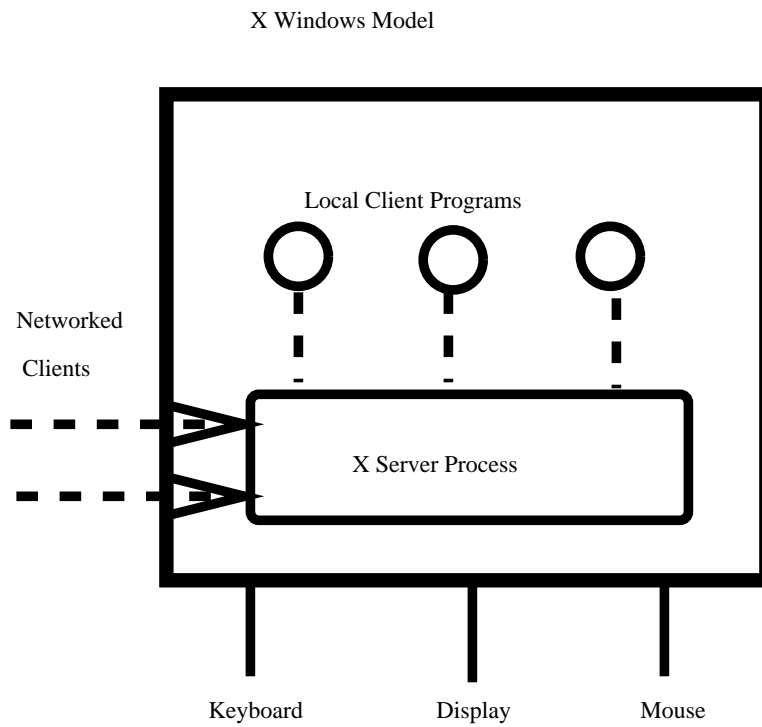 X Windows Model
Local Client Programs
Networked
Clients
X Server Process
Keyboard
Display
Mouse